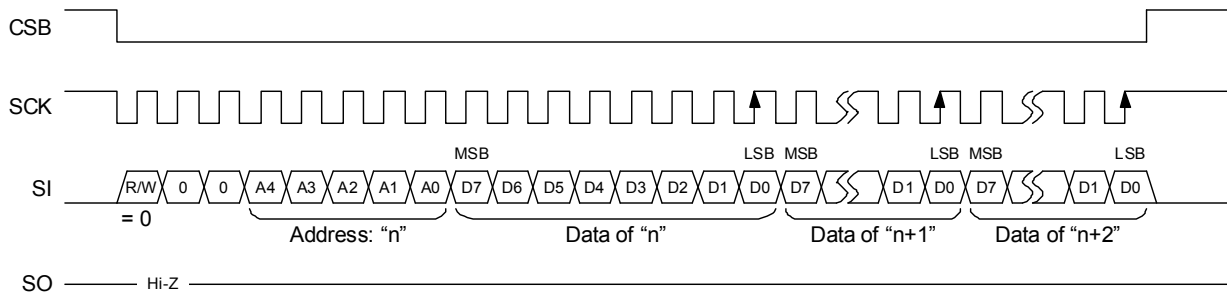 CSB
SCK
MSB LSB MSB LSB MSB LSB
SI R/W 0 0 A4 A3 A2 A1 A0 D7 D6 D5 D4 D3 D2 D1 D0 D7 D1 D0 D7 D1 D0
= 0
Address: “n” Data of “n” Data of “n+1” Data of “n+2”
SO Hi-Z